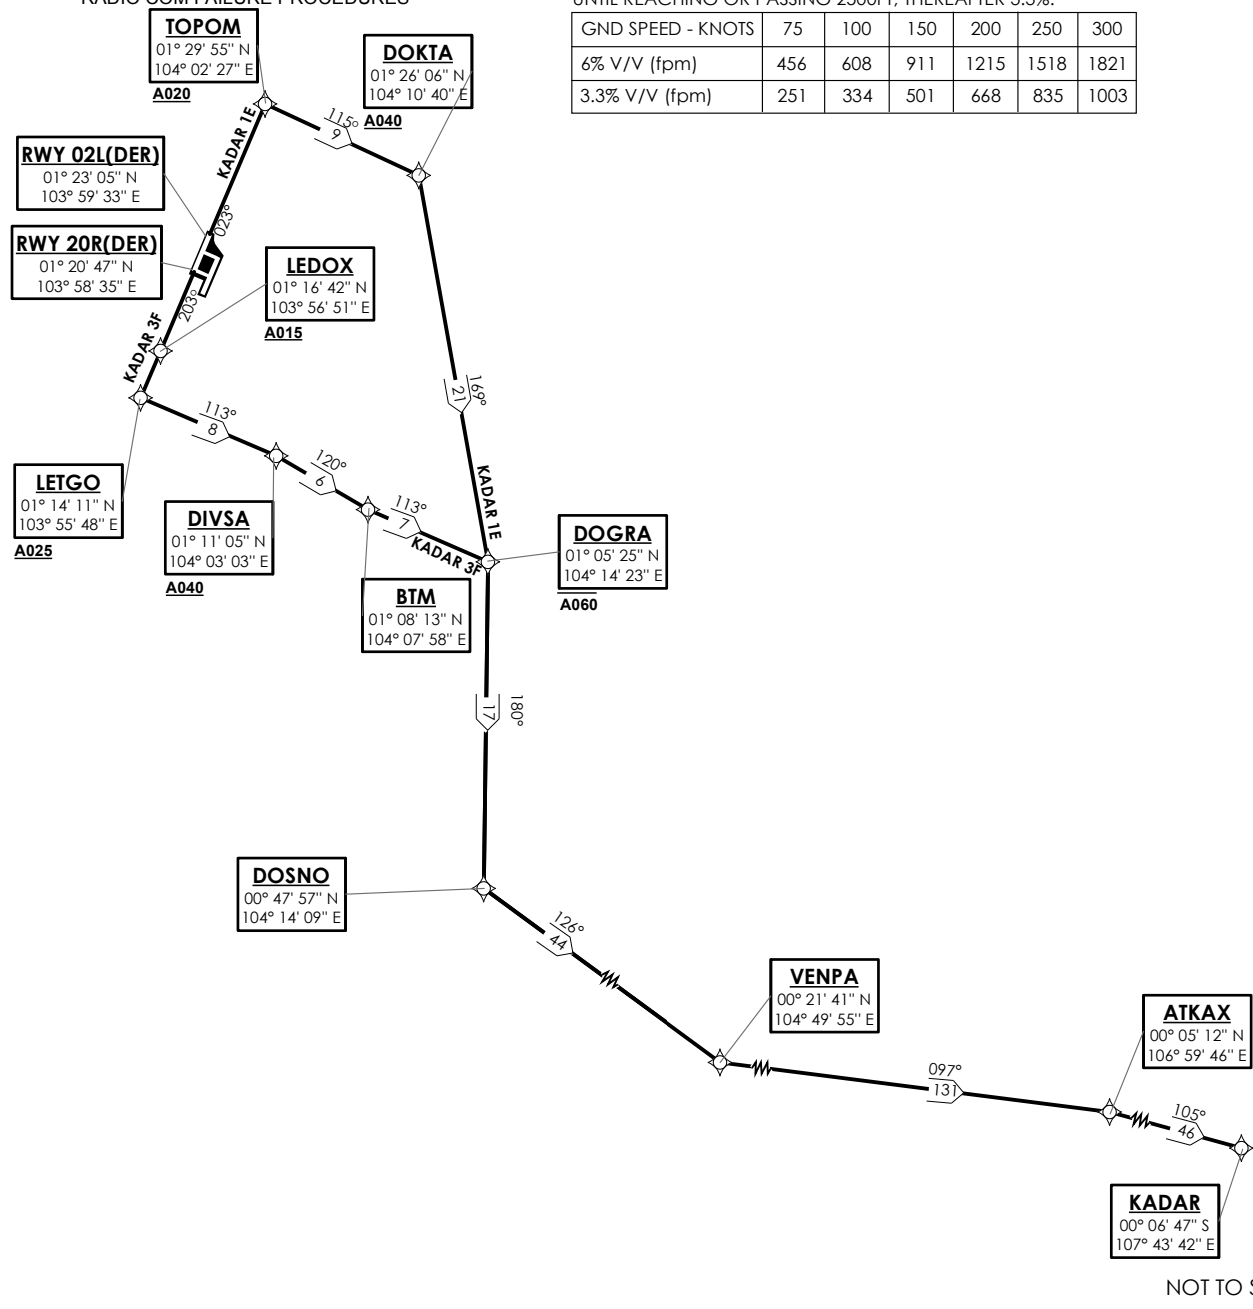 RADIO COM FAILURE PROCEDURES
UNTIL REACHING OR PASSING 2500FT, THEREAFTER 3.3%.
GND SPEED - KNOTS 75 100 150 200 250 300
6% V/V (fpm) 456 608 911 1215 1518 1821
3.3% V/V (fpm) 251 334 501 668 835 1003
TOPOM
01° 29' 55" N
104° 02' 27" E
A020
DOKTA
01° 26' 06" N
104° 10' 40" E
A040
115°
9
KADAR 1E
RWY 02L(DER)
01° 23' 05" N
103° 59' 33" E
023°
RWY 20R(DER)
01° 20' 47" N
103° 58' 35" E
203°
LEDOX
01° 16' 42" N
103° 56' 51" E
A015
KADAR 3F
169°
21
KADAR 1E
113°
8
120°
6
113°
7
KADAR 3F
LETGO
01° 14' 11" N
103° 55' 48" E
A025
DIVSA
01° 11' 05" N
104° 03' 03" E
A040
DOGRA
01° 05' 25" N
104° 14' 23" E
A060
BTM
01° 08' 13" N
104° 07' 58" E
180°
17
DOSNO
00° 47' 57" N
104° 14' 09" E
126°
44
VENPA
00° 21' 41" N
104° 49' 55" E
097°
131
ATKAX
00° 05' 12" N
106° 59' 46" E
105°
46
KADAR
00° 06' 47" S
107° 43' 42" E
NOT TO S